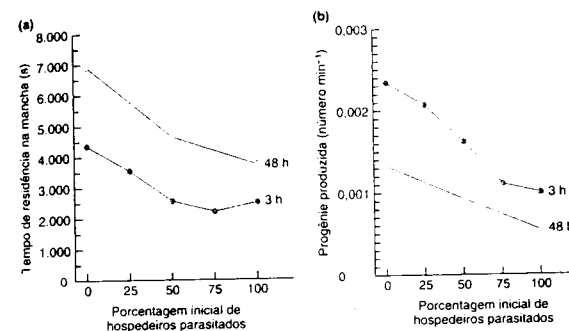 (a)
8.000
7.000
6.000
5.000
4.000
3.000
2.000
1.000
0
Tempo de residência na mancha (s)
48 h
3 h
0 25 50 75 100
Porcentagem inicial de
hospedeiros parasitados
(b)
0,003
0,002
0,001
0
Progênie produzida (número min⁻¹)
3 h
48 h
0 25 50 75 100
Porcentagem inicial de
hospedeiros parasitados